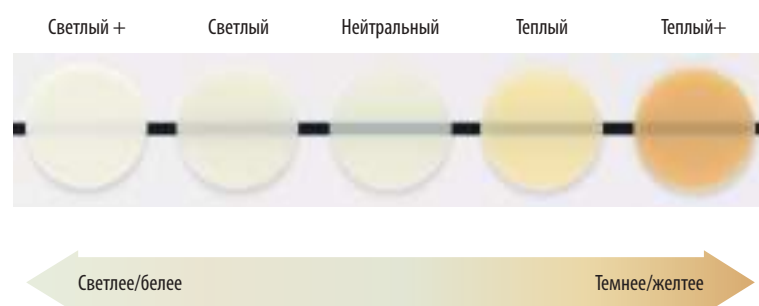 Светлый + Светлый Нейтральный Теплый Теплый+
Светлее/белее Темнее/желтее